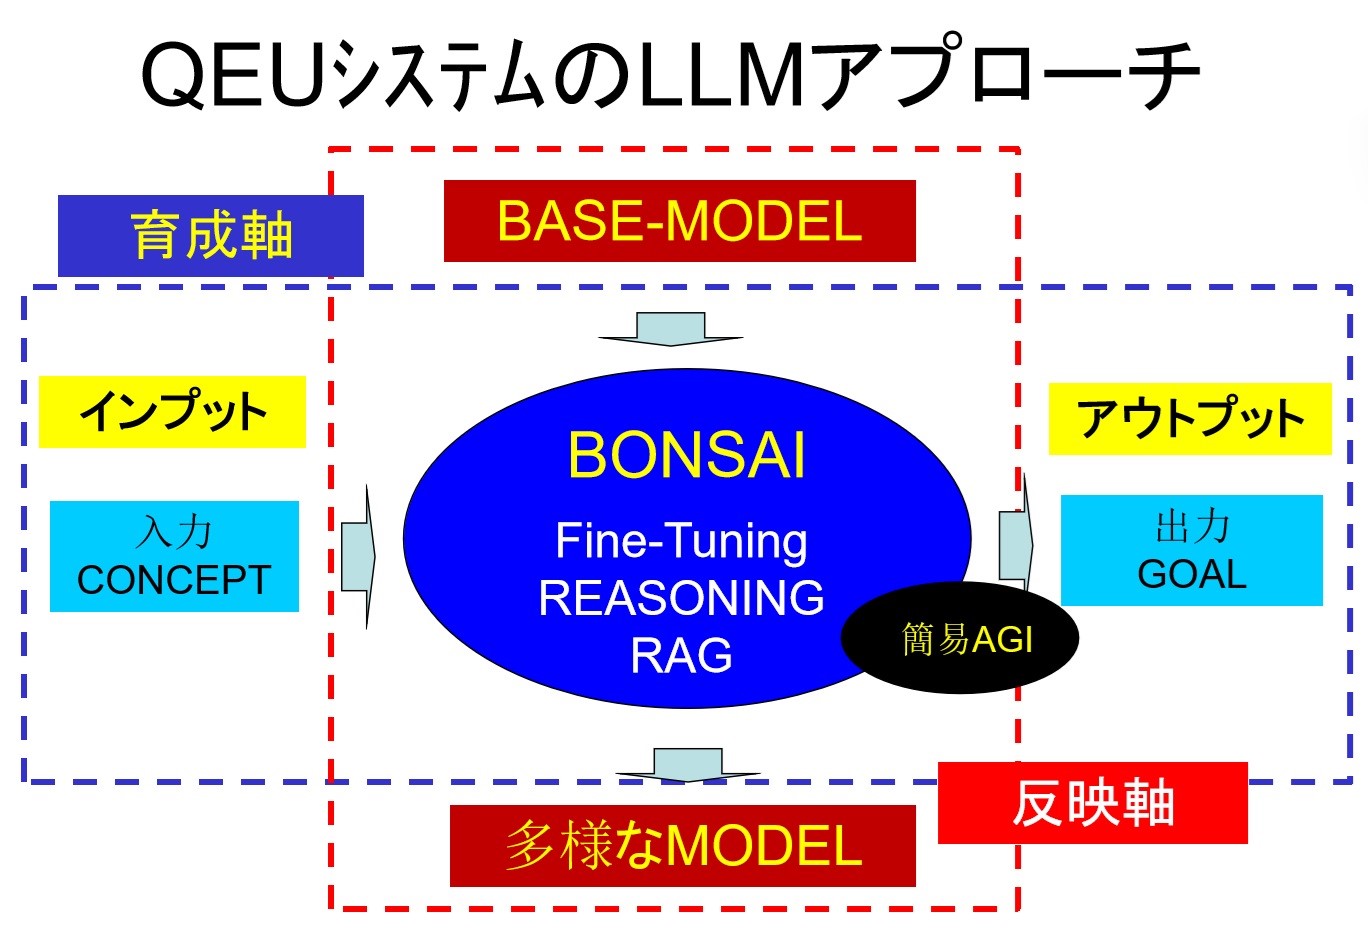 QEUシステムのLLMアプローチ
育成軸
BASE-MODEL
インプット
アウトプット
入力
CONCEPT
BONSAI
Fine-Tuning
REASONING
RAG
出力
GOAL
簡易AGI
反映軸
多様なMODEL